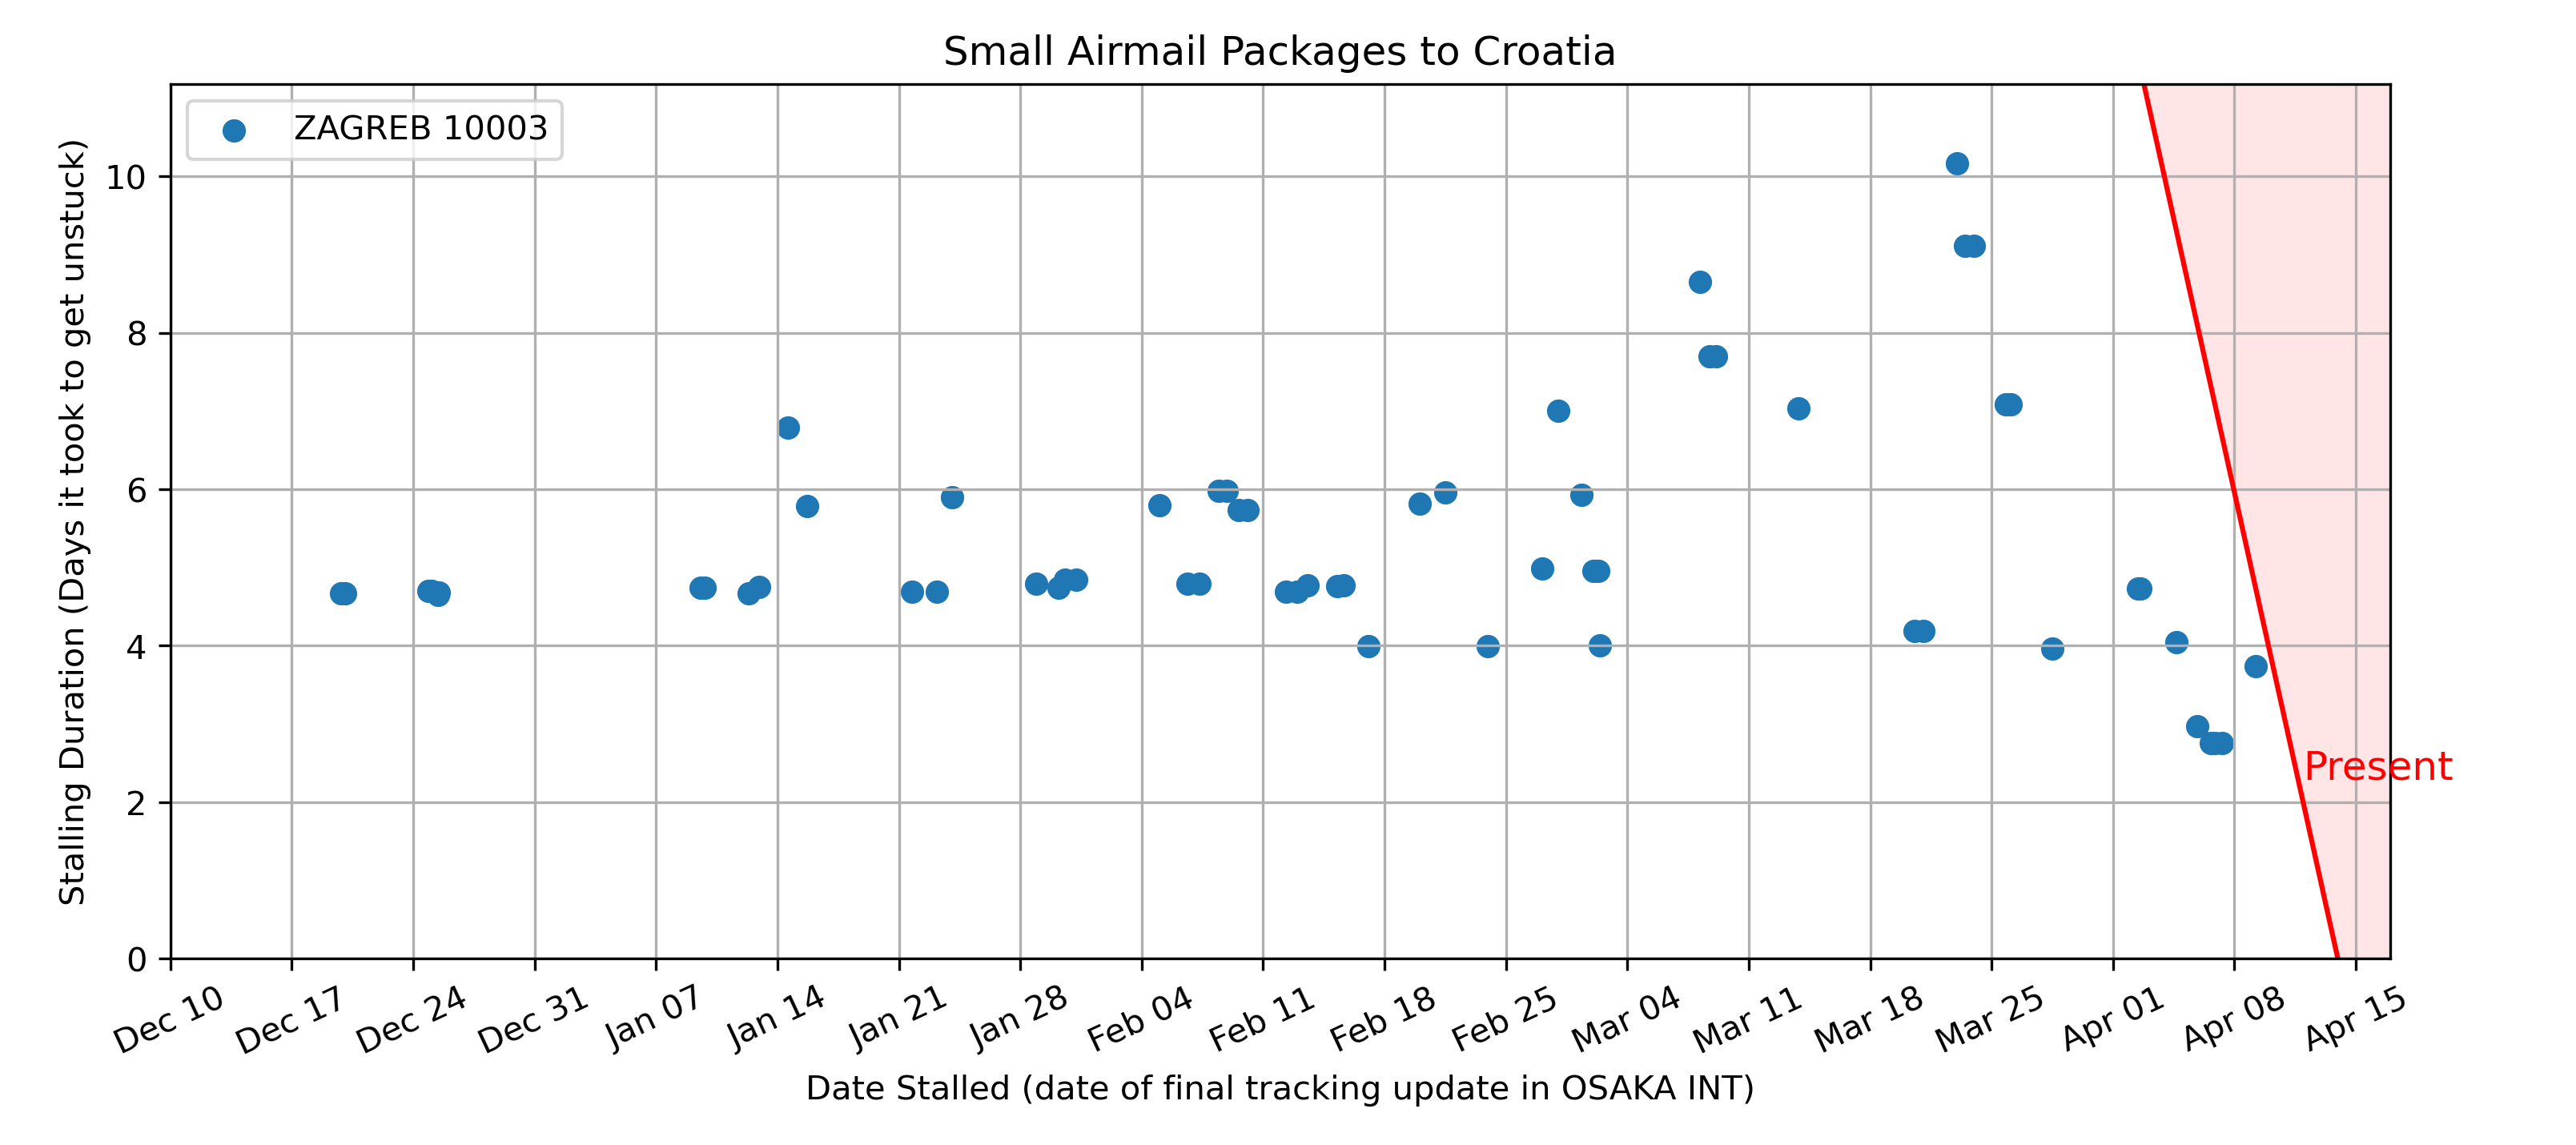 Small Airmail Packages to Croatia
ZAGREB 10003
Stalling Duration (Days it took to get unstuck)
10
8
6
4
2
0
Present
Dec 10
Dec 17
Dec 24
Dec 31
Jan 07
Jan 14
Jan 21
Jan 28
Feb 04
Feb 11
Feb 18
Feb 25
Mar 04
Mar 11
Mar 18
Mar 25
Apr 01
Apr 08
Apr 15
Date Stalled (date of final tracking update in OSAKA INT)